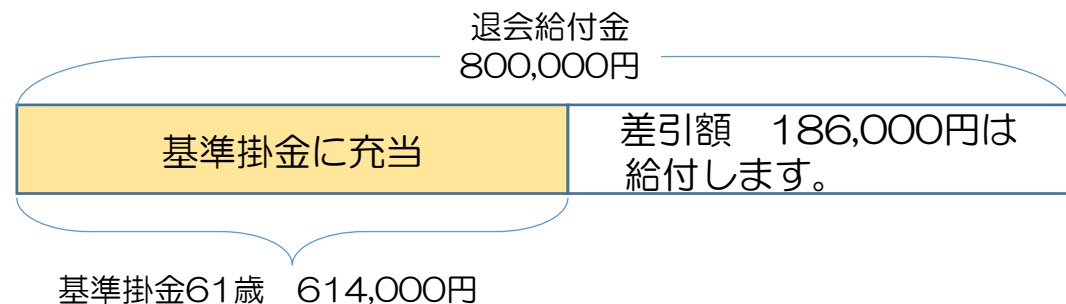 退会給付金
800,000円
基準掛金に充当
差引額　186,000円は
給付します。
基準掛金61歳　614,000円